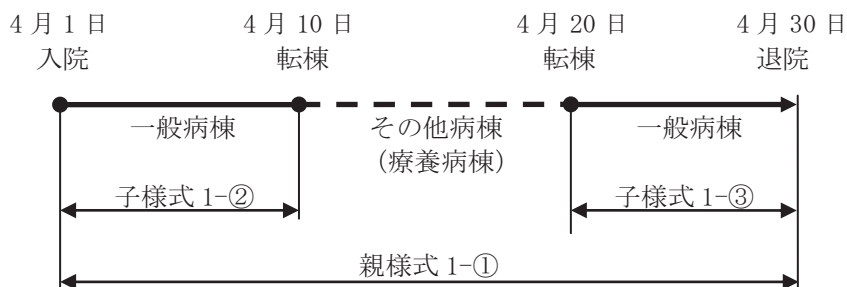 4月1日 4月10日 4月20日 4月30日
入院 転棟 転棟 退院
一般病棟 その他病棟 一般病棟
(療養病棟)
子様式1-② 子様式1-③
親様式1-①